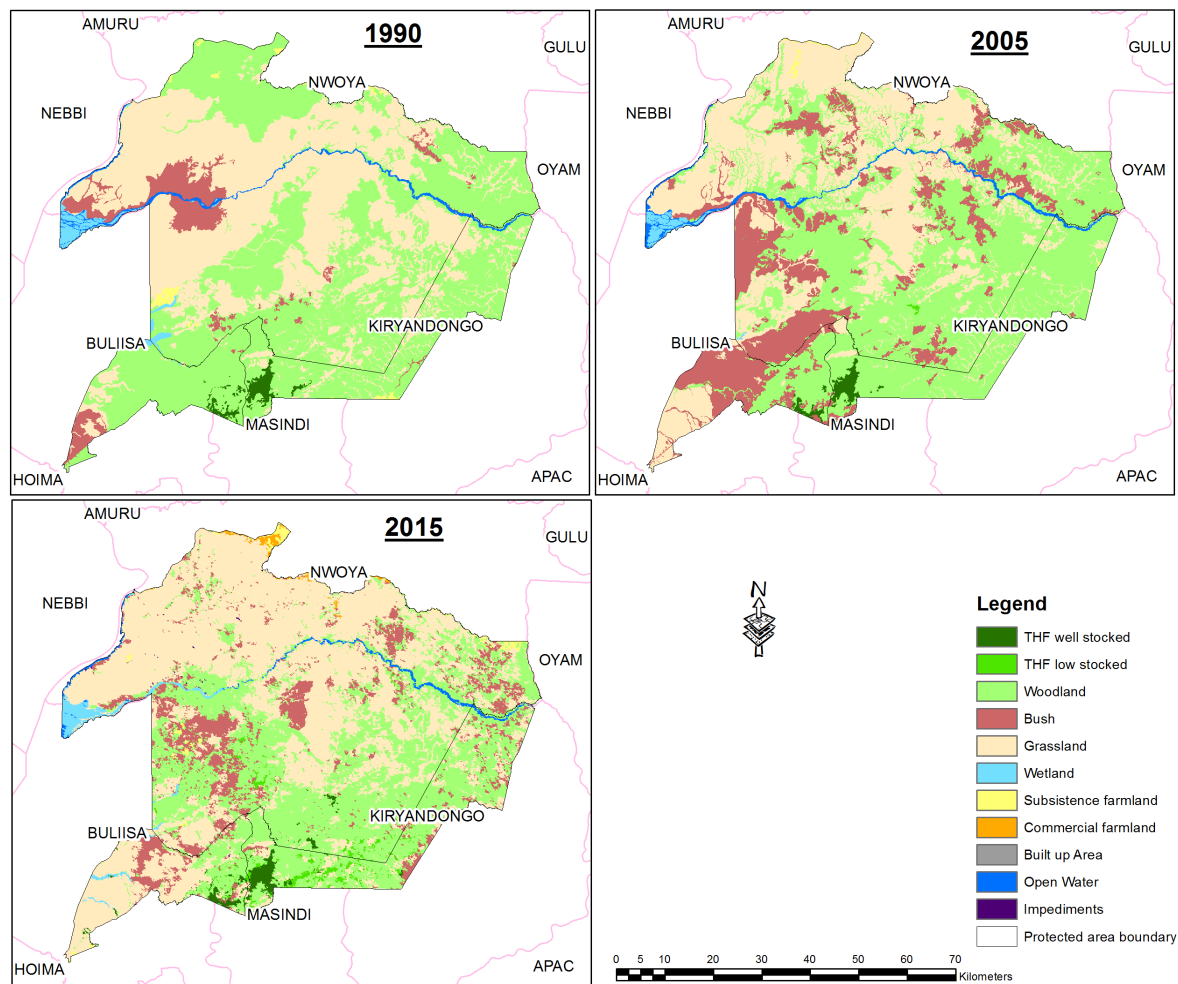 1990
AMURU
GULU
NWOYA
NEBBI
OYAM
KIRYANDONGO
BULIISA
MASINDI
HOIMA
APAC
2005
AMURU
GULU
NWOYA
NEBBI
OYAM
KIRYANDONGO
BULIISA
MASINDI
HOIMA
APAC
2015
AMURU
GULU
NWOYA
NEBBI
OYAM
KIRYANDONGO
BULIISA
MASINDI
HOIMA
APAC
N
Legend
THF well stocked
THF low stocked
Woodland
Bush
Grassland
Wetland
Subsistence farmland
Commercial farmland
Built up Area
Open Water
Impediments
Protected area boundary
0 5 10 20 30 40 50 60 70
Kilometers